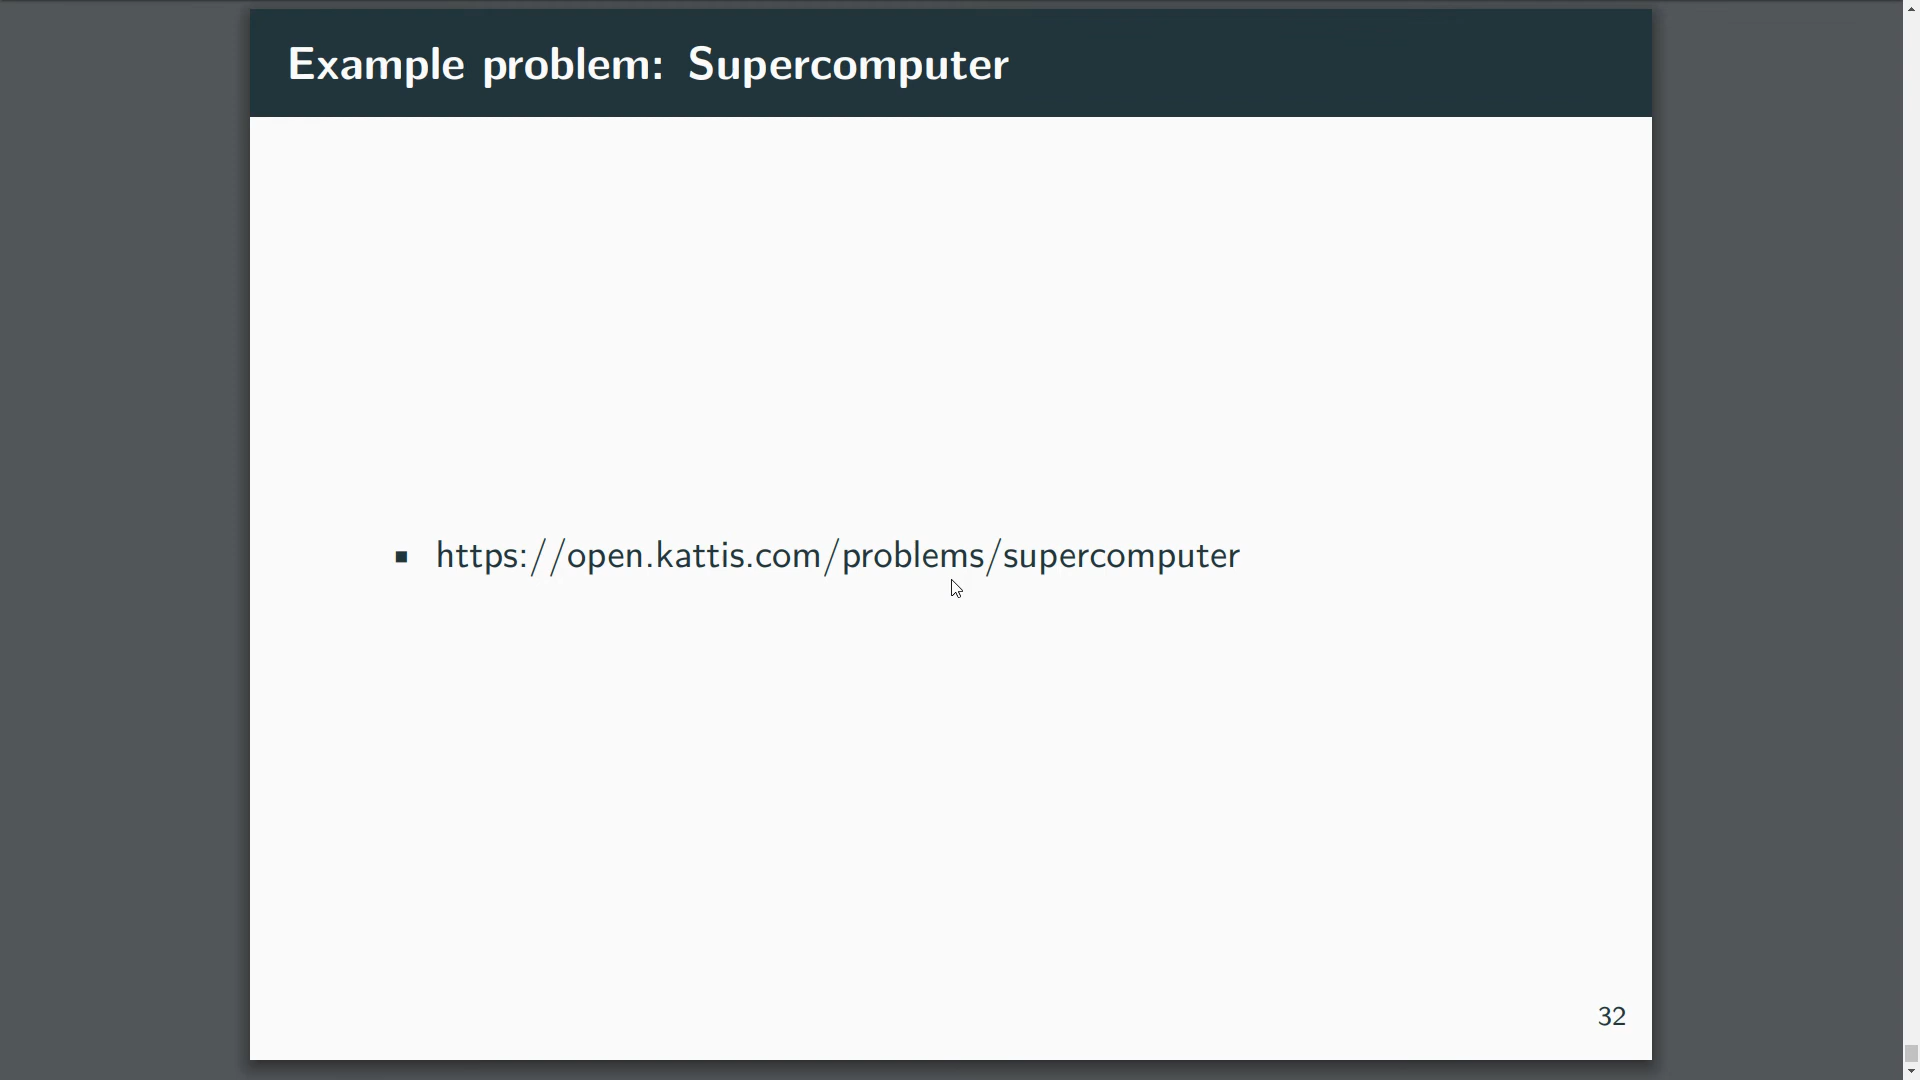 Example problem: Supercomputer
▪ https://open.kattis.com/problems/supercomputer
32